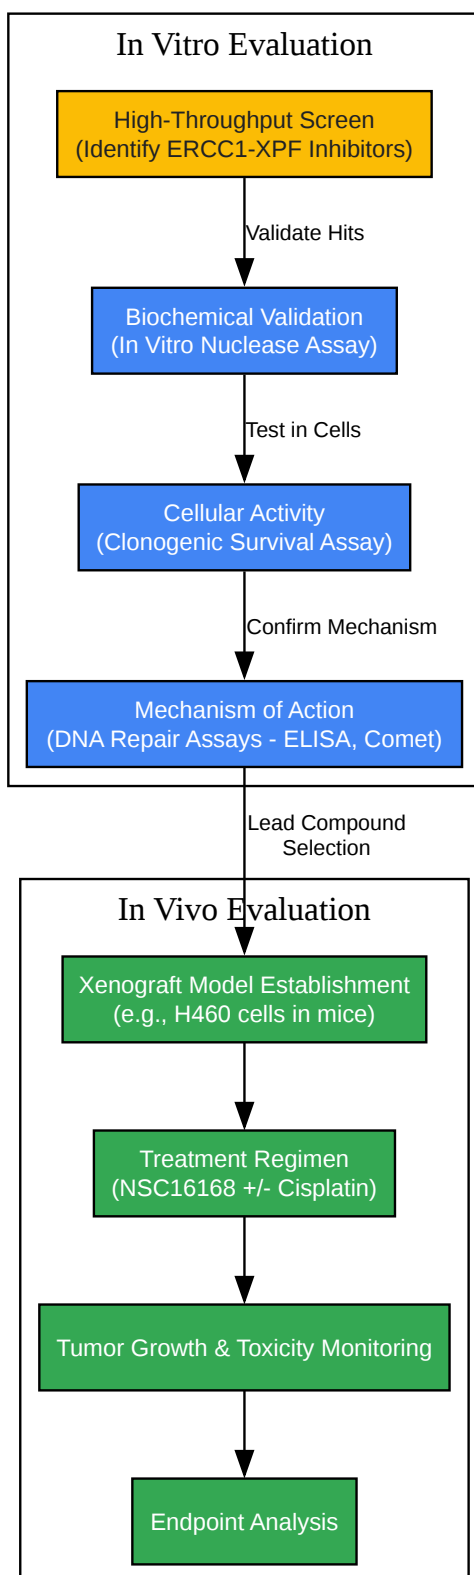 In Vitro Evaluation
High-Throughput Screen
(Identify ERCC1-XPF Inhibitors)
Validate Hits
Biochemical Validation
(In Vitro Nuclease Assay)
Test in Cells
Cellular Activity
(Clonogenic Survival Assay)
Confirm Mechanism
Mechanism of Action
(DNA Repair Assays - ELISA, Comet)
Lead Compound
Selection
In Vivo Evaluation
Xenograft Model Establishment
(e.g., H460 cells in mice)
Treatment Regimen
(NSC16168 +/- Cisplatin)
Tumor Growth & Toxicity Monitoring
Endpoint Analysis